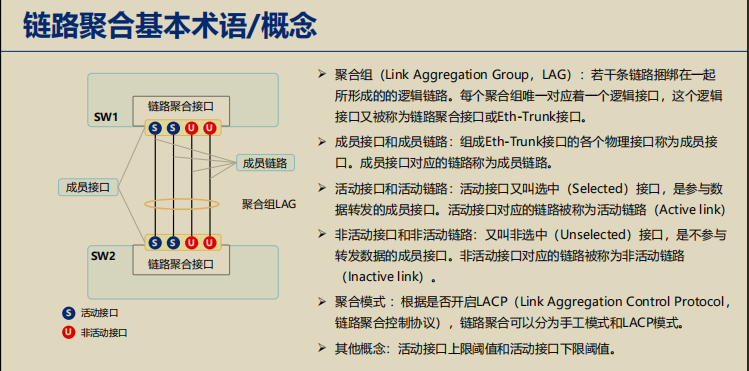 链路聚合基本术语/概念
链路聚合接口
SW1
S S U U
成员链路
成员接口
聚合组LAG
S S U U
SW2
链路聚合接口
S 活动接口
U 非活动接口
➢ 聚合组（Link Aggregation Group，LAG）：若干条链路捆绑在一起
所形成的的逻辑链路。每个聚合组唯一对应着一个逻辑接口，这个逻辑
接口又被称为链路聚合接口或Eth-Trunk接口。
➢ 成员接口和成员链路：组成Eth-Trunk接口的各个物理接口称为成员接
口。成员接口对应的链路称为成员链路。
➢ 活动接口和活动链路：活动接口又叫选中（Selected）接口，是参与数
据转发的成员接口。活动接口对应的链路被称为活动链路（Active link）
➢ 非活动接口和非活动链路：又叫非选中（Unselected）接口，是不参与
转发数据的成员接口。非活动接口对应的链路被称为非活动链路
（Inactive link）。
➢ 聚合模式：根据是否开启LACP（Link Aggregation Control Protocol，
链路聚合控制协议），链路聚合可以分为手工模式和LACP模式。
➢ 其他概念：活动接口上限阈值和活动接口下限阈值。